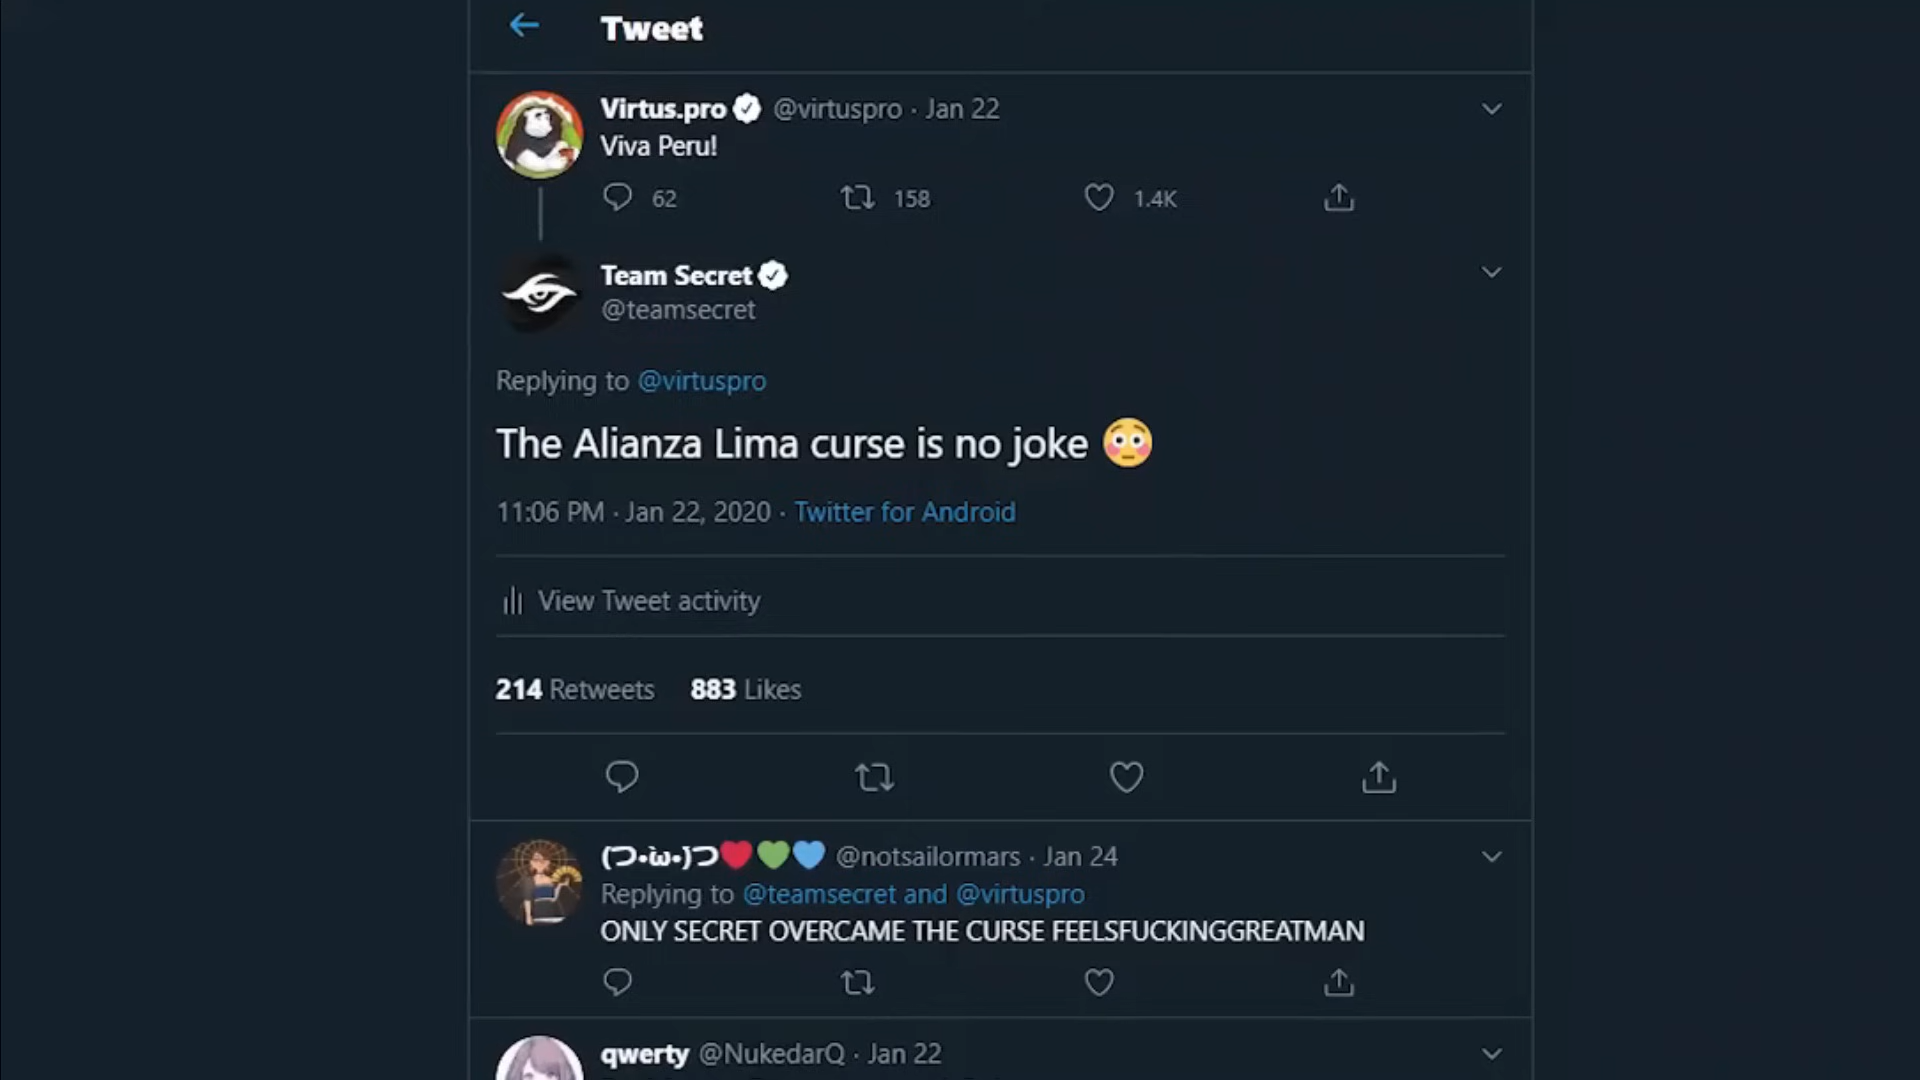 Tweet
Virtus.pro @virtuspro · Jan 22
Viva Peru!
62 158 1.4K
Team Secret
@teamsecret
Replying to @virtuspro
The Alianza Lima curse is no joke 😳
11:06 PM · Jan 22, 2020 · Twitter for Android
View Tweet activity
214 Retweets 883 Likes
(つ•̀ω•)つ❤️💚💙 @notsailormars · Jan 24
Replying to @teamsecret and @virtuspro
ONLY SECRET OVERCAME THE CURSE FEELSFUCKINGGREATMAN
qwerty @NukedarQ · Jan 22